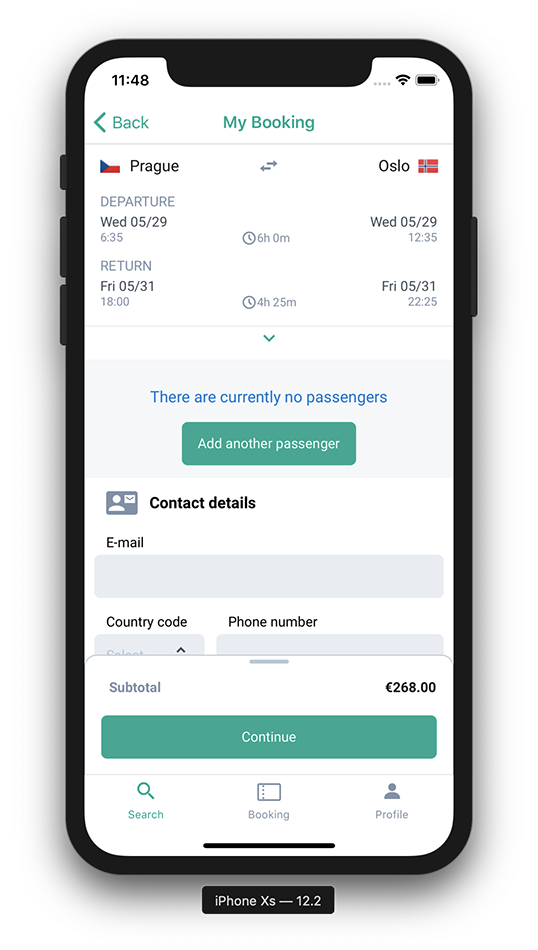 11:48
Back
My Booking
Prague
Oslo
DEPARTURE
Wed 05/29
Wed 05/29
6:35
6h 0m
12:35
RETURN
Fri 05/31
Fri 05/31
18:00
4h 25m
22:25
There are currently no passengers
Add another passenger
Contact details
E-mail
Country code
Phone number
Select
Subtotal
€268.00
Continue
Search
Booking
Profile
iPhone Xs — 12.2